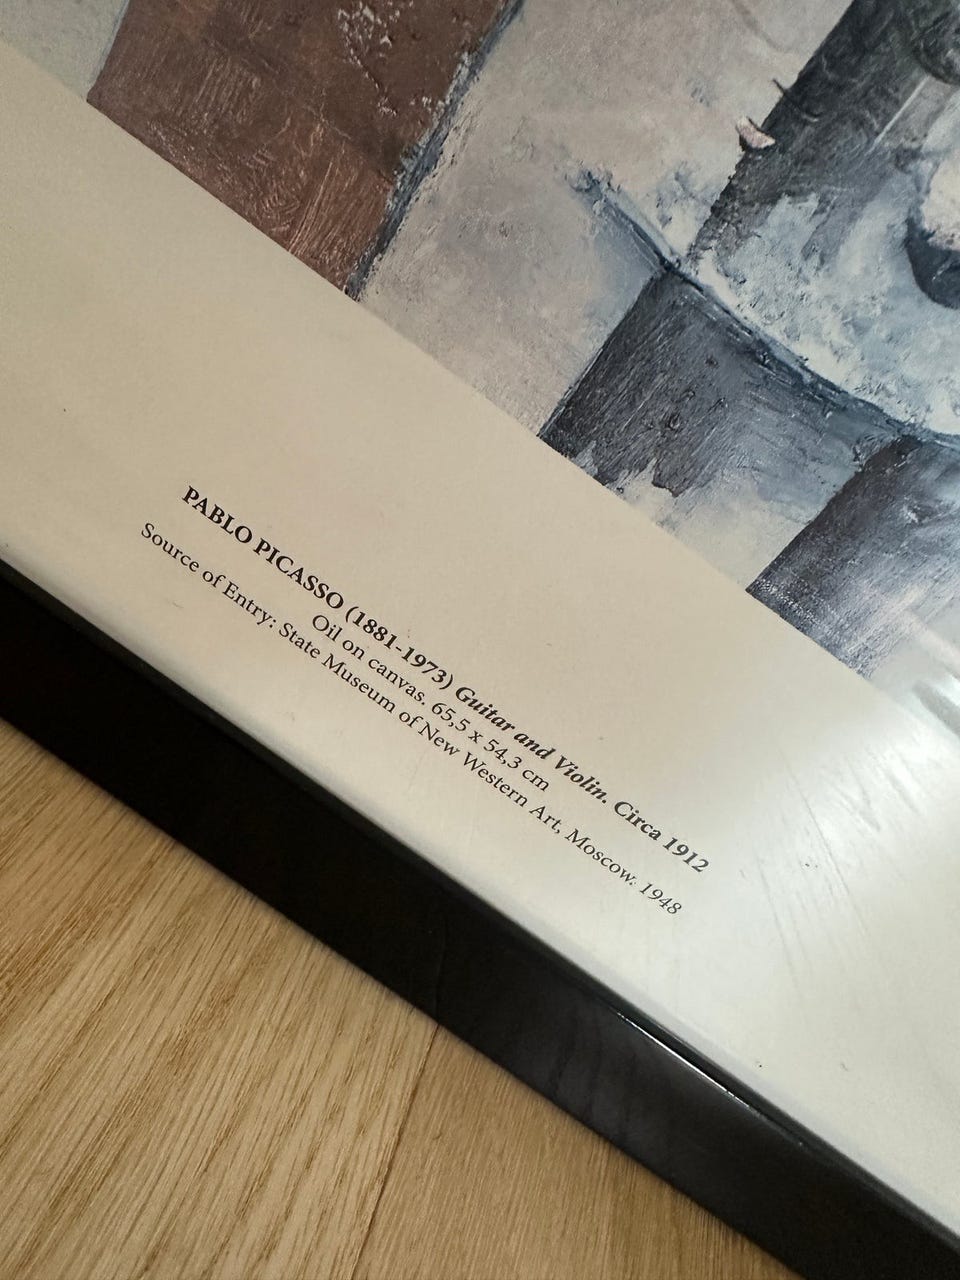 PABLO PICASSO (1881-1973) Guitar and Violin. Circa 1912
Oil on canvas. 65,5 x 54,3 cm
Source of Entry: State Museum of New Western Art, Moscow. 1948